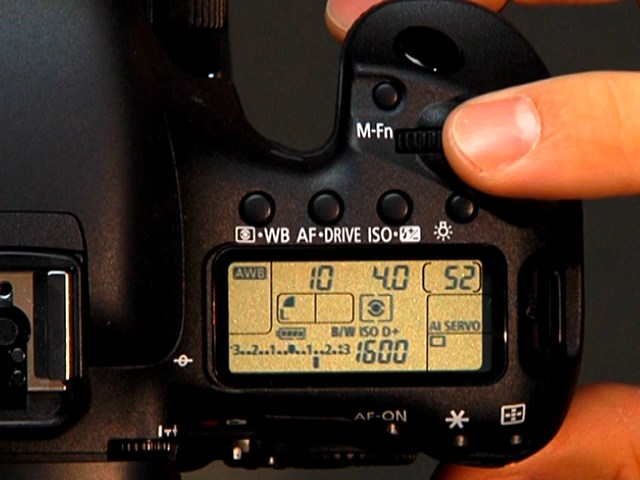 M-Fn
•WB AF•DRIVE ISO•
AWB 10 4.0 [52]
B/W ISO D+
AI SERVO
3..2..1..▪..1..2..:3 1600
AF-ON